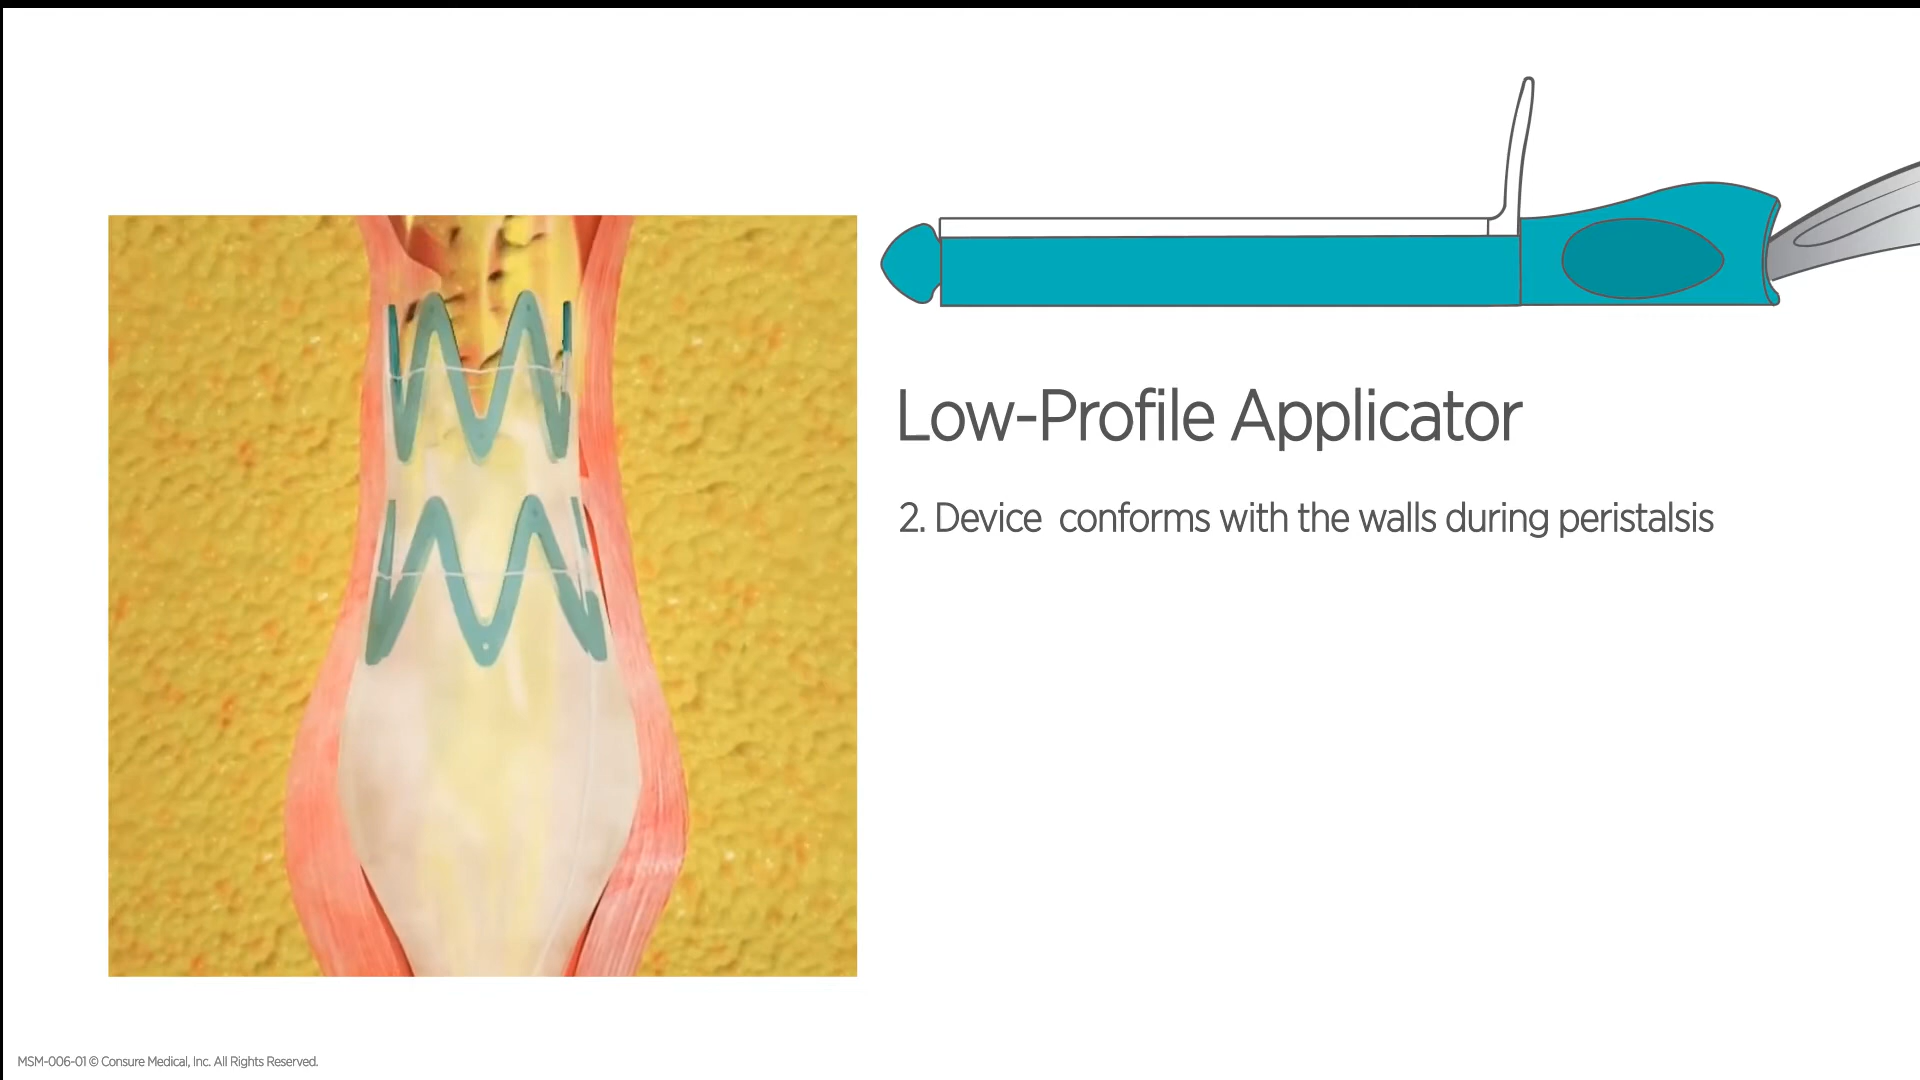 Low-Profile Applicator
2. Device  conforms with the walls during peristalsis
MSM-006-01 © Consure Medical, Inc. All Rights Reserved.